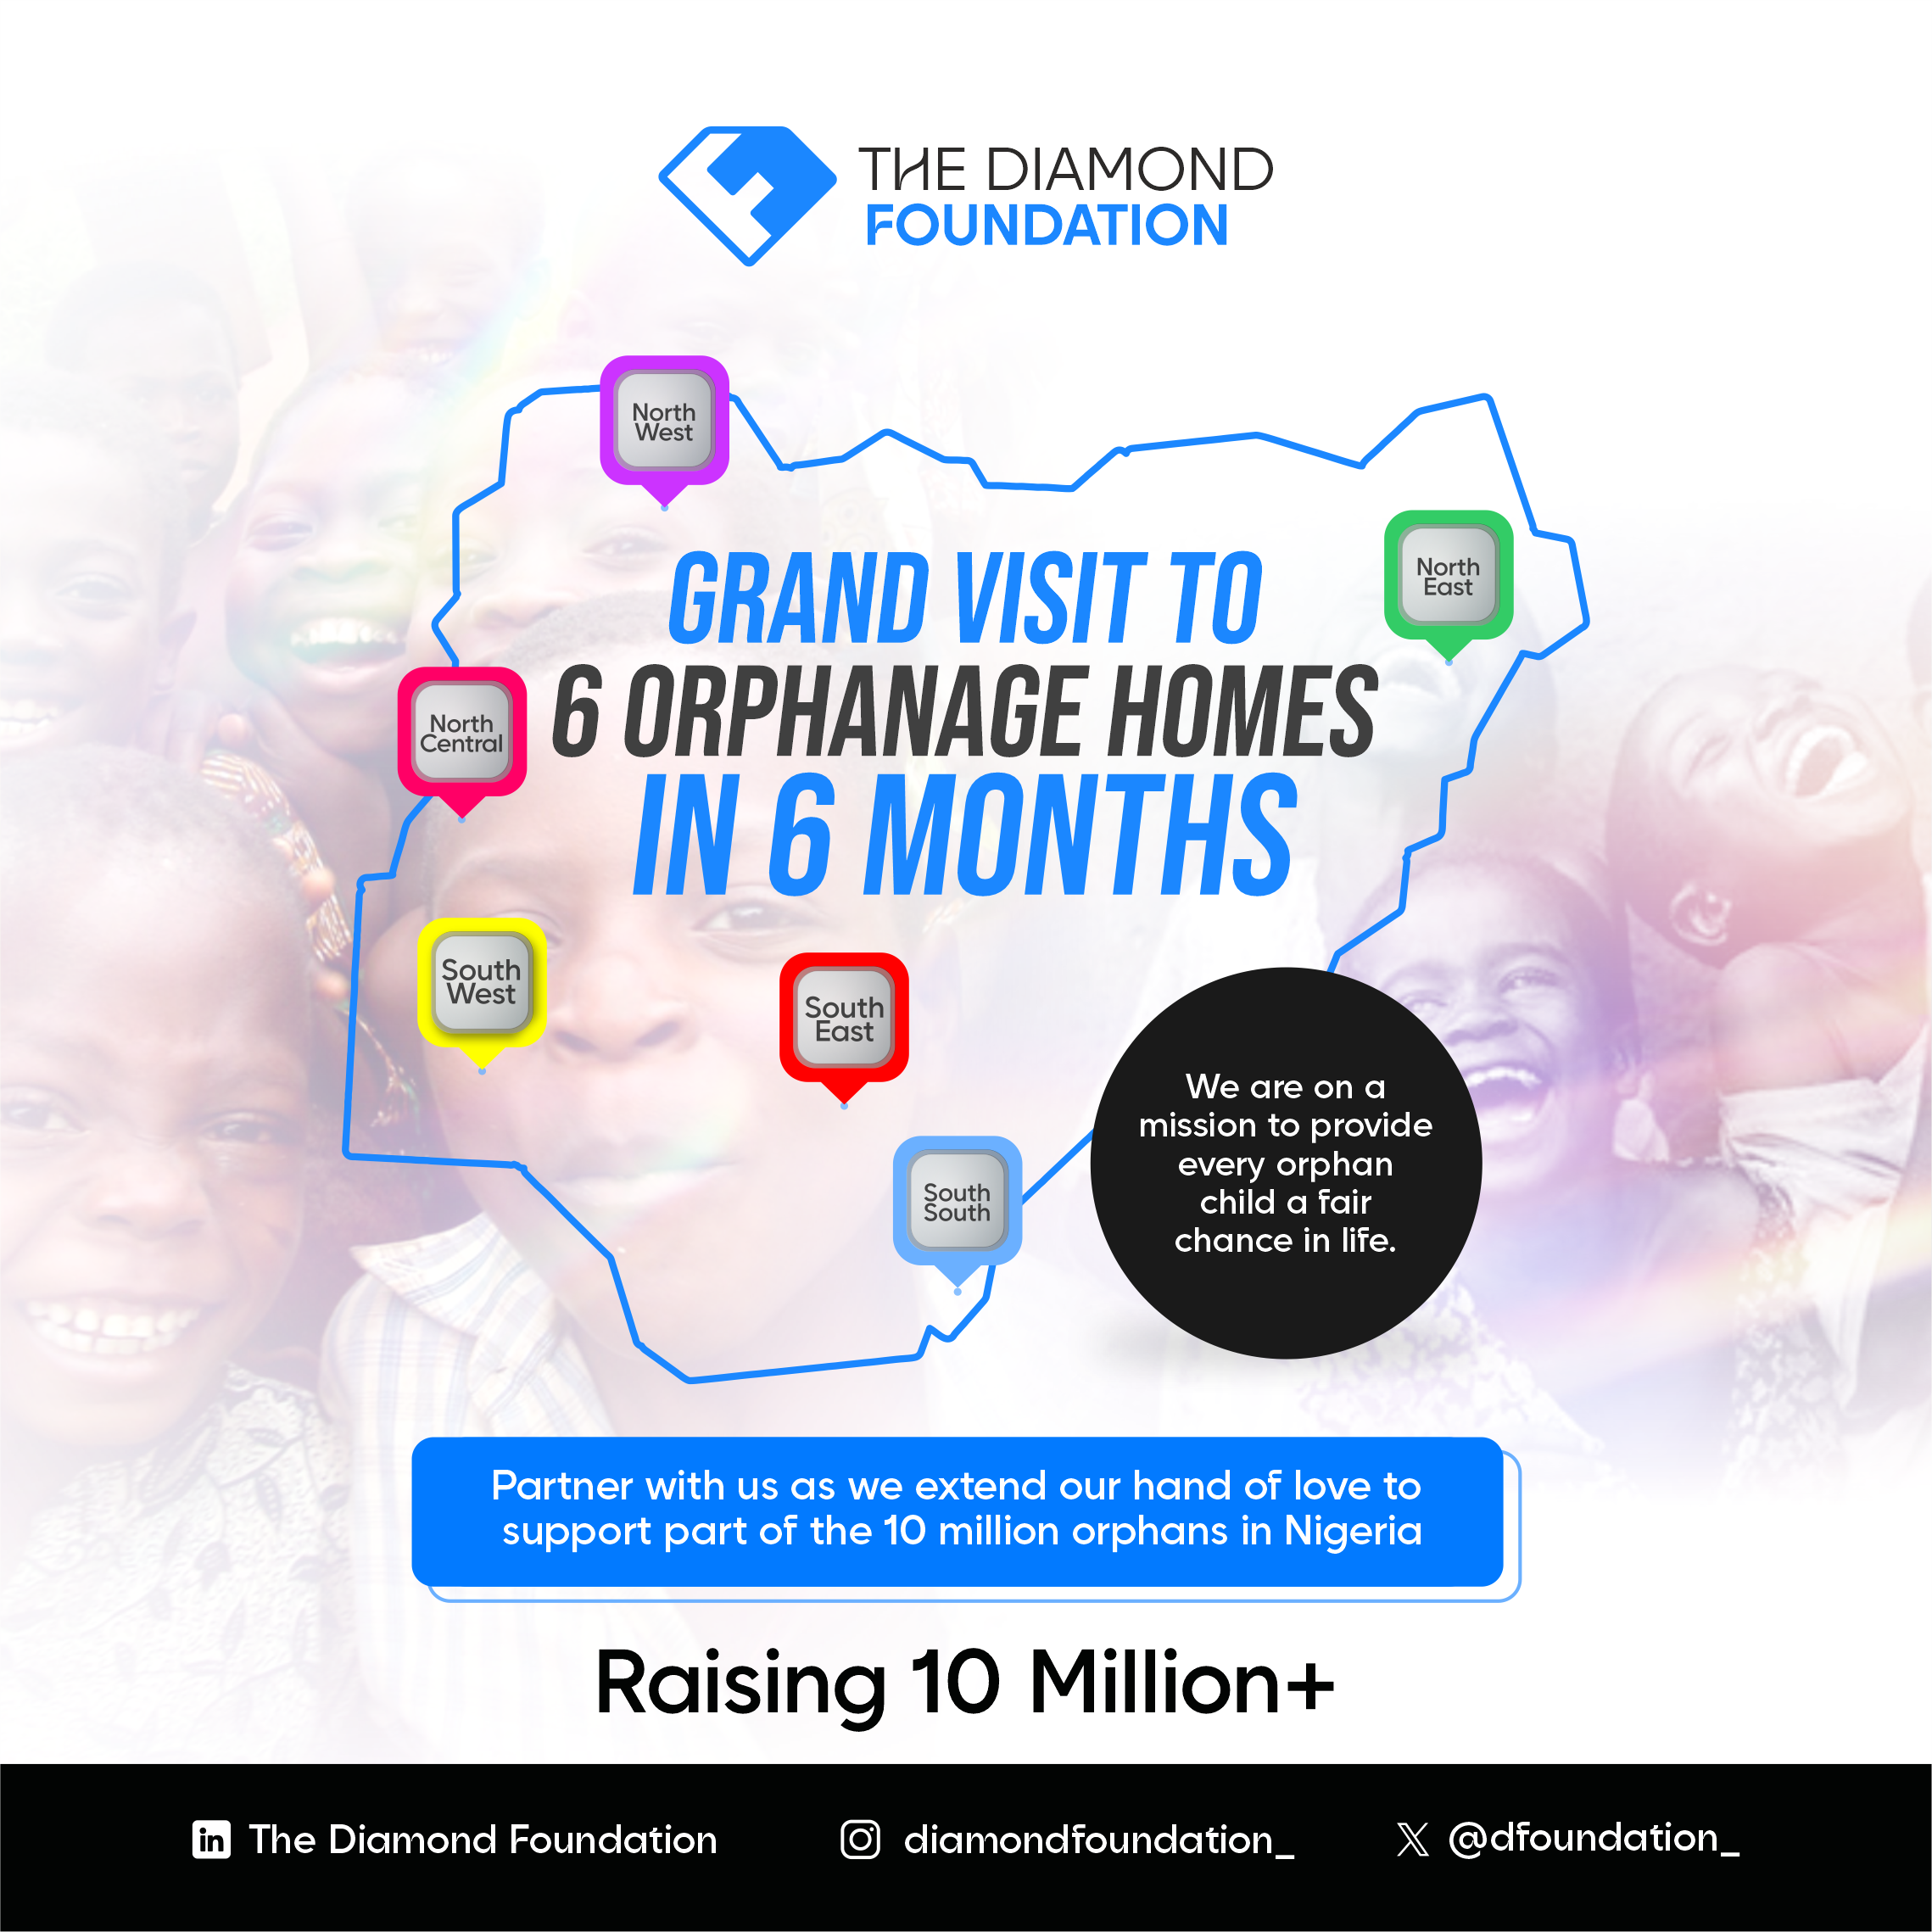 THE DIAMOND
FOUNDATION
North
West
North
East
GRAND VISIT TO
6 ORPHANAGE HOMES
IN 6 MONTHS
North
Central
South
West
South
East
South
South
We are on a
mission to provide
every orphan
child a fair
chance in life.
Partner with us as we extend our hand of love to
support part of the 10 million orphans in Nigeria
Raising 10 Million+
in The Diamond Foundation
diamondfoundation_
X @dfoundation_